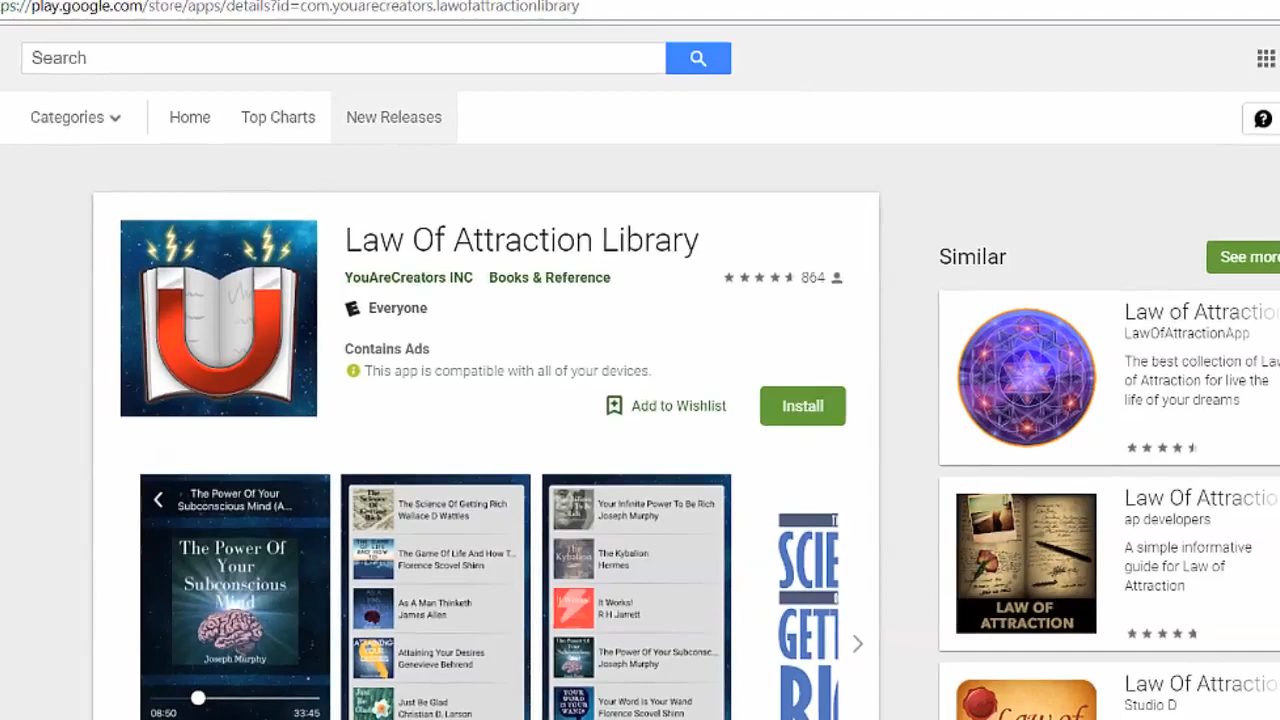 ps://play.google.com/store/apps/details?id=com.youarecreators.lawofattractionlibrary
Search
Categories
Home
Top Charts
New Releases
Law Of Attraction Library
YouAreCreators INC
Books & Reference
864
E
Everyone
Contains Ads
This app is compatible with all of your devices.
Add to Wishlist
Install
The Power Of Your
Subconscious Mind (A...
The Power Of
Your
Subconscious
Mind
Joseph Murphy
08:50
33:45
The Science Of Getting Rich
Wallace D Wattles
The Game Of Life And How T...
Florence Scovel Shinn
As A Man Thinketh
James Allen
Attaining Your Desires
Genevieve Behrend
Just Be Glad
Christian D. Larson
Your Infinite Power To Be Rich
Joseph Murphy
The Kybalion
Hermes
It Works!
R H Jarrett
The Power Of Your Subconsc...
Joseph Murphy
Your Word Is Your Wand
Florence Scovel Shinn
SCIE
GETT
RI
Similar
See more
Law of Attractio
LawOfAttractionApp
The best collection of Law
of Attraction for live the
life of your dreams
LAW OF
ATTRACTION
Law Of Attractio
ap developers
A simple informative
guide for Law of
Attraction
Law of
Law Of Attractio
Studio D